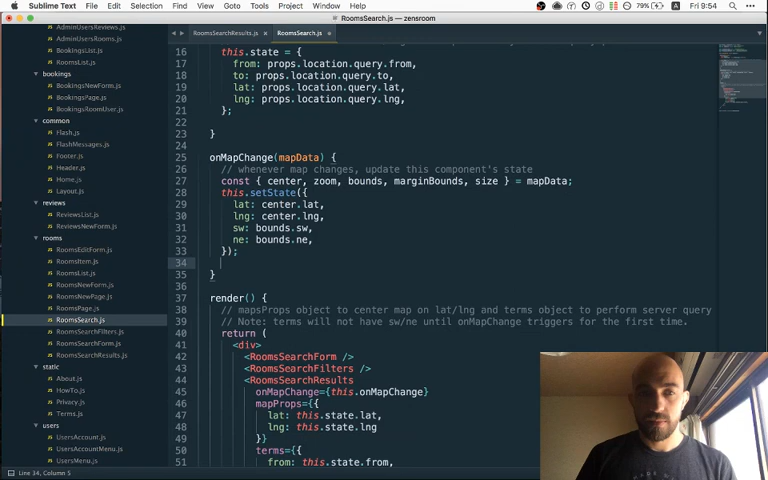 Sublime Text File Edit Selection Find View Goto Tools Project Window Help 79% A Fri 9:54
RoomsSearch.js — zensroom
AdminUsersReviews.js
AdminUsersRooms.js
BookingsList.js
RoomsList.js
bookings
BookingsNewForm.js
BookingsPage.js
BookingsRoomUser.js
common
Flash.js
FlashMessages.js
Footer.js
Header.js
Home.js
Layout.js
reviews
ReviewsList.js
ReviewsNewForm.js
rooms
RoomsEditForm.js
RoomsItem.js
RoomsList.js
RoomsNewForm.js
RoomsNewPage.js
RoomsPage.js
RoomsSearch.js
RoomsSearchFilters.js
RoomsSearchForm.js
RoomsSearchResults.js
static
About.js
HowTo.js
Privacy.js
Terms.js
users
UsersAccount.js
UsersAccountMenu.js
UsersMenu.js
RoomsSearchResults.js × RoomsSearch.js ×
16 this.state = {
17 from: props.location.query.from,
18 to: props.location.query.to,
19 lat: props.location.query.lat,
20 lng: props.location.query.lng,
21 };
22
23 }
24
25 onMapChange(mapData) {
26 // whenever map changes, update this component's state
27 const { center, zoom, bounds, marginBounds, size } = mapData;
28 this.setState({
29 lat: center.lat,
30 lng: center.lng,
31 sw: bounds.sw,
32 ne: bounds.ne,
33 });
34
35 }
36
37 render() {
38 // mapsProps object to center map on lat/lng and terms object to perform server query
39 // Note: terms will not have sw/ne until onMapChange triggers for the first time.
40 return (
41 <div>
42 <RoomsSearchForm />
43 <RoomsSearchFilters />
44 <RoomsSearchResults
45 onMapChange={this.onMapChange}
46 mapProps={{
47 lat: this.state.lat,
48 lng: this.state.lng
49 }}
50 terms={{
51 from: this.state.from,
Line 34, Column 5